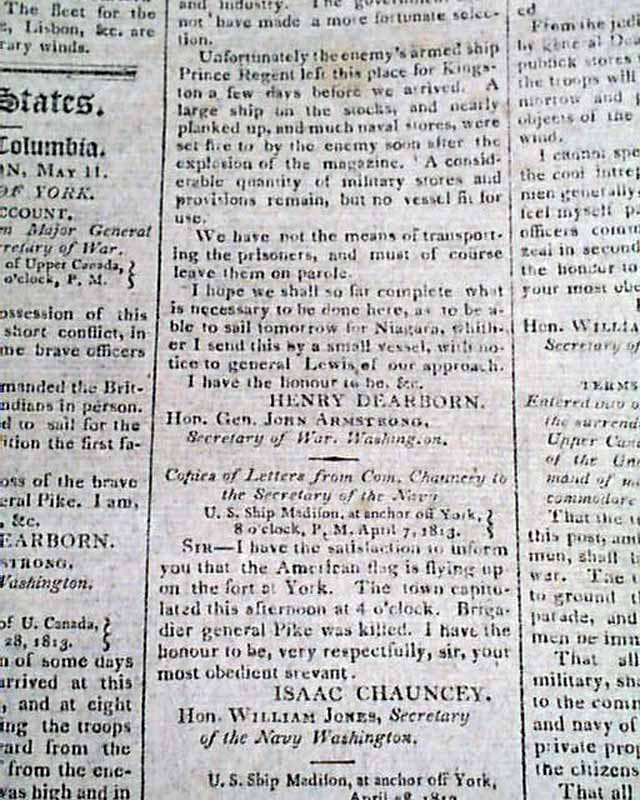 The fleet for the
Lisbon, &c. are
rary winds.
States.
Columbia.
ON, MAY 11.
OF YORK.
CCOUNT.
m Major General
cretary of War.
of Upper Canada,
o'clock, P. M.
ossession of this
short conflict, in
me brave officers
manded the Brit-
ndians in person.
ed to sail for the
dition the first fa-
oss of the brave
eral Pike. I am,
&c.
EARBORN.
STRONG,
Washington.
of U. Canada,
28, 1813.
n of some days
arrived at this
, and at eight
ing the troops
ward from the
from the ene-
was high and in
and industry. The government
not have made a more fortunate selec-
tion.
Unfortunately the enemy's armed ship
Prince Regent left this place for Kings-
ton a few days before we arrived. A
large ship on the stocks, and nearly
planked up, and much naval stores, were
set fire to by the enemy soon after the
explosion of the magazine. A consid-
erable quantity of military stores and
provisions remain, but no vessel fit for
use.
We have not the means of transport-
ing the prisoners, and must of course
leave them on parole.
I hope we shall so far complete what
is necessary to be done here, as to be a-
ble to sail tomorrow for Niagara, whith-
er I send this by a small vessel, with no-
tice to general Lewis of our approach.
I have the honour to be, &c.
HENRY DEARBORN.
Hon. Gen. JOHN ARMSTRONG,
Secretary of War, Washington.
Copies of Letters from Com. Chauncey to
the Secretary of the Navy
U. S. Ship Madison, at anchor off York,
8 o'clock, P. M. April 7, 1813.
SIR—I have the satisfaction to inform
you that the American flag is flying up-
on the fort at York. The town capitu-
lated this afternoon at 4 o'clock. Briga-
dier general Pike was killed. I have the
honour to be, very respectfully, sir, your
most obedient srevant.
ISAAC CHAUNCEY.
Hon. WILLIAM JONES, Secretary
of the Navy Washington.
U. S. Ship Madison, at anchor off York,
April 28, 1813
ed
From the
by general
publick stores
the troops will
morrow and
objects of the
wind.
I cannot spe
the cool intrep
men generally
feel myself
officers comm
zeal in second
the honour to
your most obe
Hon. WILLIA
Secretary of
TERMS
Entered into
the surrende
Upper Cana
of the Un
mand of
commodore
That the
this post, and
men, shall
war. The
to ground
parade, and
men be imm
That all
military, sha
to the comm
and navy of
private prop
the citizens
That all